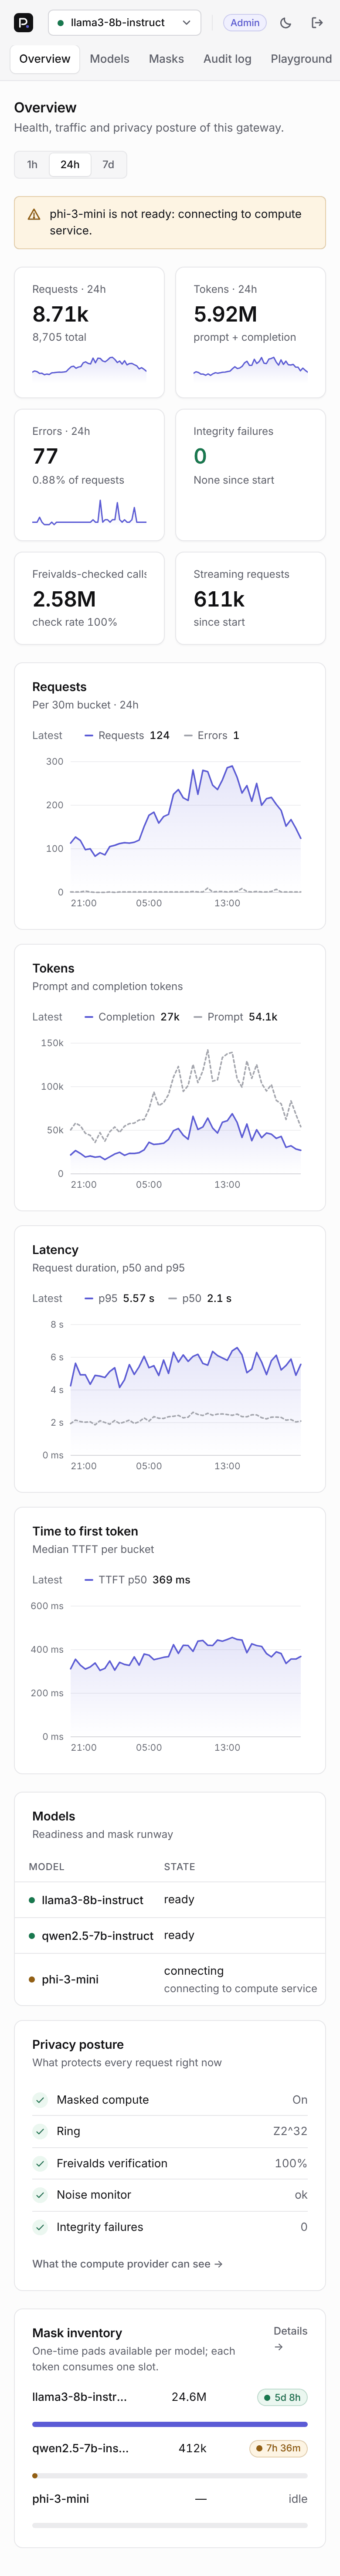 P.
llama3-8b-instruct
Admin
Overview Models Masks Audit log Playground
Overview
Health, traffic and privacy posture of this gateway.
1h 24h 7d
phi-3-mini is not ready: connecting to compute
service.
Requests · 24h
8.71k
8,705 total
Tokens · 24h
5.92M
prompt + completion
Errors · 24h
77
0.88% of requests
Integrity failures
0
None since start
Freivalds-checked calls
2.58M
check rate 100%
Streaming requests
611k
since start
Requests
Per 30m bucket · 24h
Latest Requests 124 Errors 1
300
200
100
0
21:00 05:00 13:00
Tokens
Prompt and completion tokens
Latest Completion 27k Prompt 54.1k
150k
100k
50k
0
21:00 05:00 13:00
Latency
Request duration, p50 and p95
Latest p95 5.57 s p50 2.1 s
8 s
6 s
4 s
2 s
0 ms
21:00 05:00 13:00
Time to first token
Median TTFT per bucket
Latest TTFT p50 369 ms
600 ms
400 ms
200 ms
0 ms
21:00 05:00 13:00
Models
Readiness and mask runway
MODEL STATE
llama3-8b-instruct ready
qwen2.5-7b-instruct ready
phi-3-mini connecting
connecting to compute service
Privacy posture
What protects every request right now
Masked compute On
Ring Z2^32
Freivalds verification 100%
Noise monitor ok
Integrity failures 0
What the compute provider can see →
Mask inventory
Details →
One-time pads available per model; each
token consumes one slot.
llama3-8b-instr... 24.6M 5d 8h
qwen2.5-7b-ins... 412k 7h 36m
phi-3-mini — idle